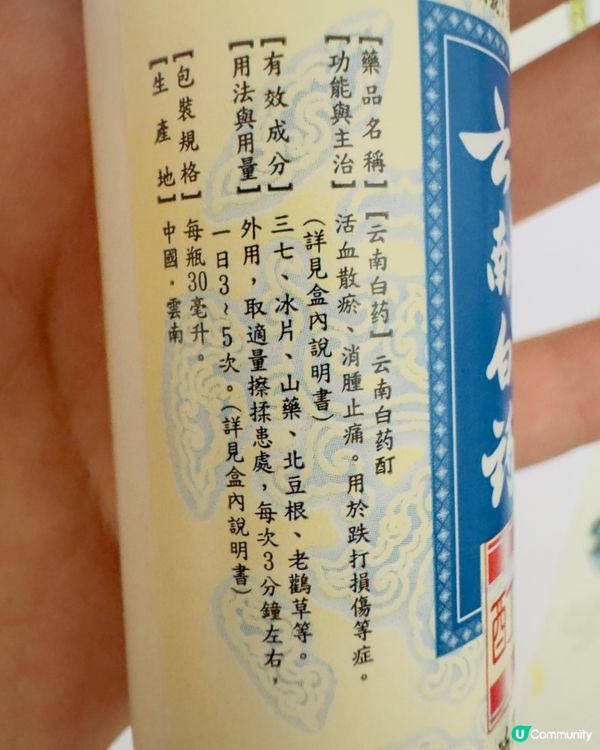 [藥品名稱] [云南白药] 云南白药酊
[功能與主治] 活血散瘀、消腫止痛。用於跌打損傷等症。
(詳見盒內說明書)
[有效成分] 三七、冰片、山藥、北豆根、老鸛草等。
[用法與用量] 外用，取適量擦揉患處，每次3分鐘左右，
一日3~5次。(詳見盒內說明書)
[包裝規格] 每瓶30毫升。
[生產地] 中國·雲南
云南白药
酊
U Community